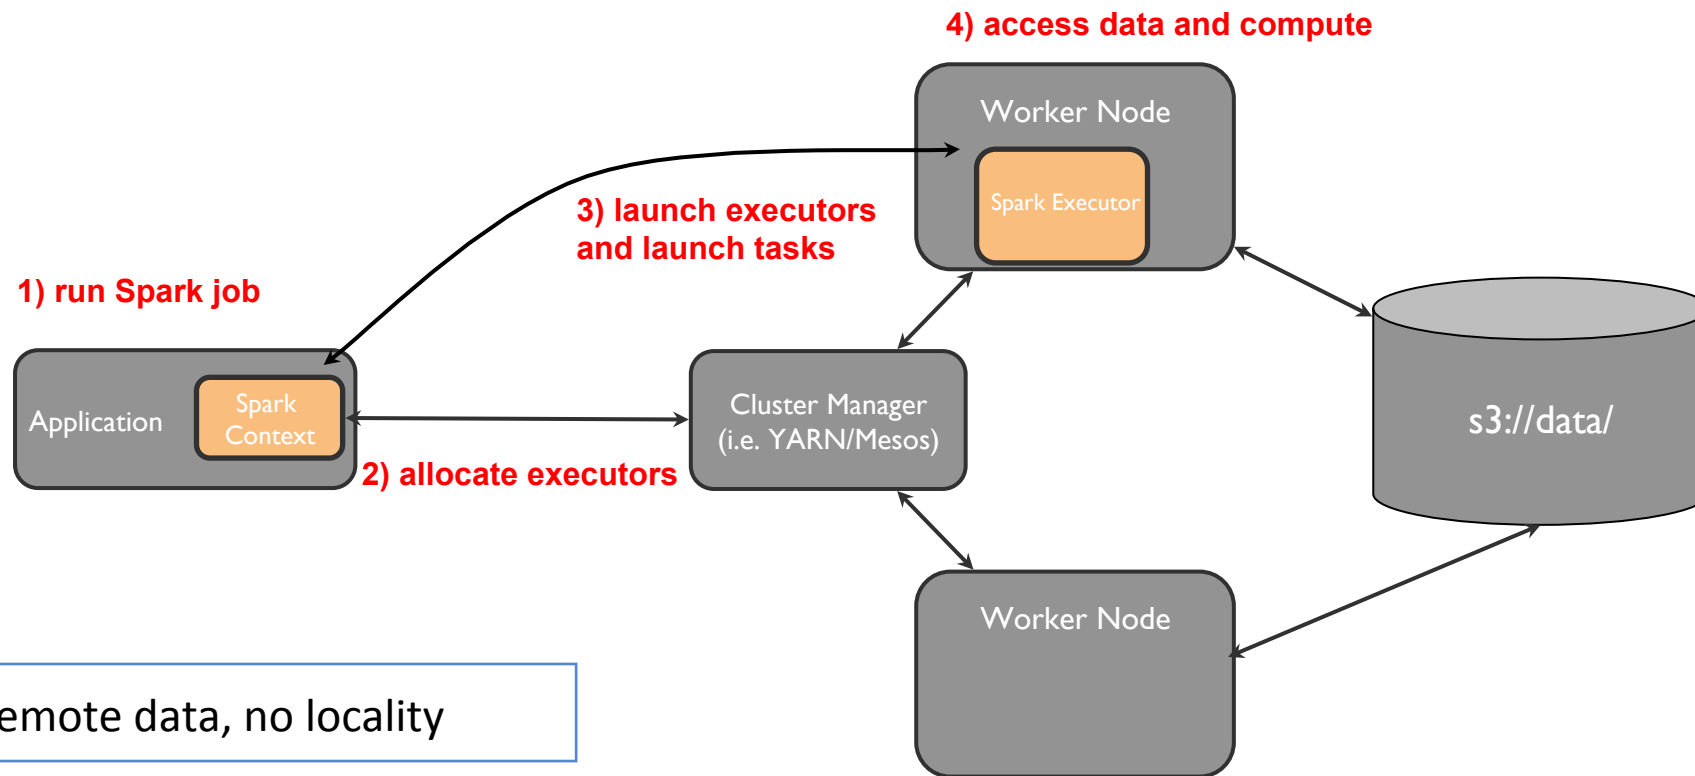 4) access data and compute
Worker Node
Spark Executor
3) launch executors
and launch tasks
1) run Spark job
Application
Spark
Context
Cluster Manager
(i.e. YARN/Mesos)
s3://data/
2) allocate executors
Worker Node
emote data, no locality